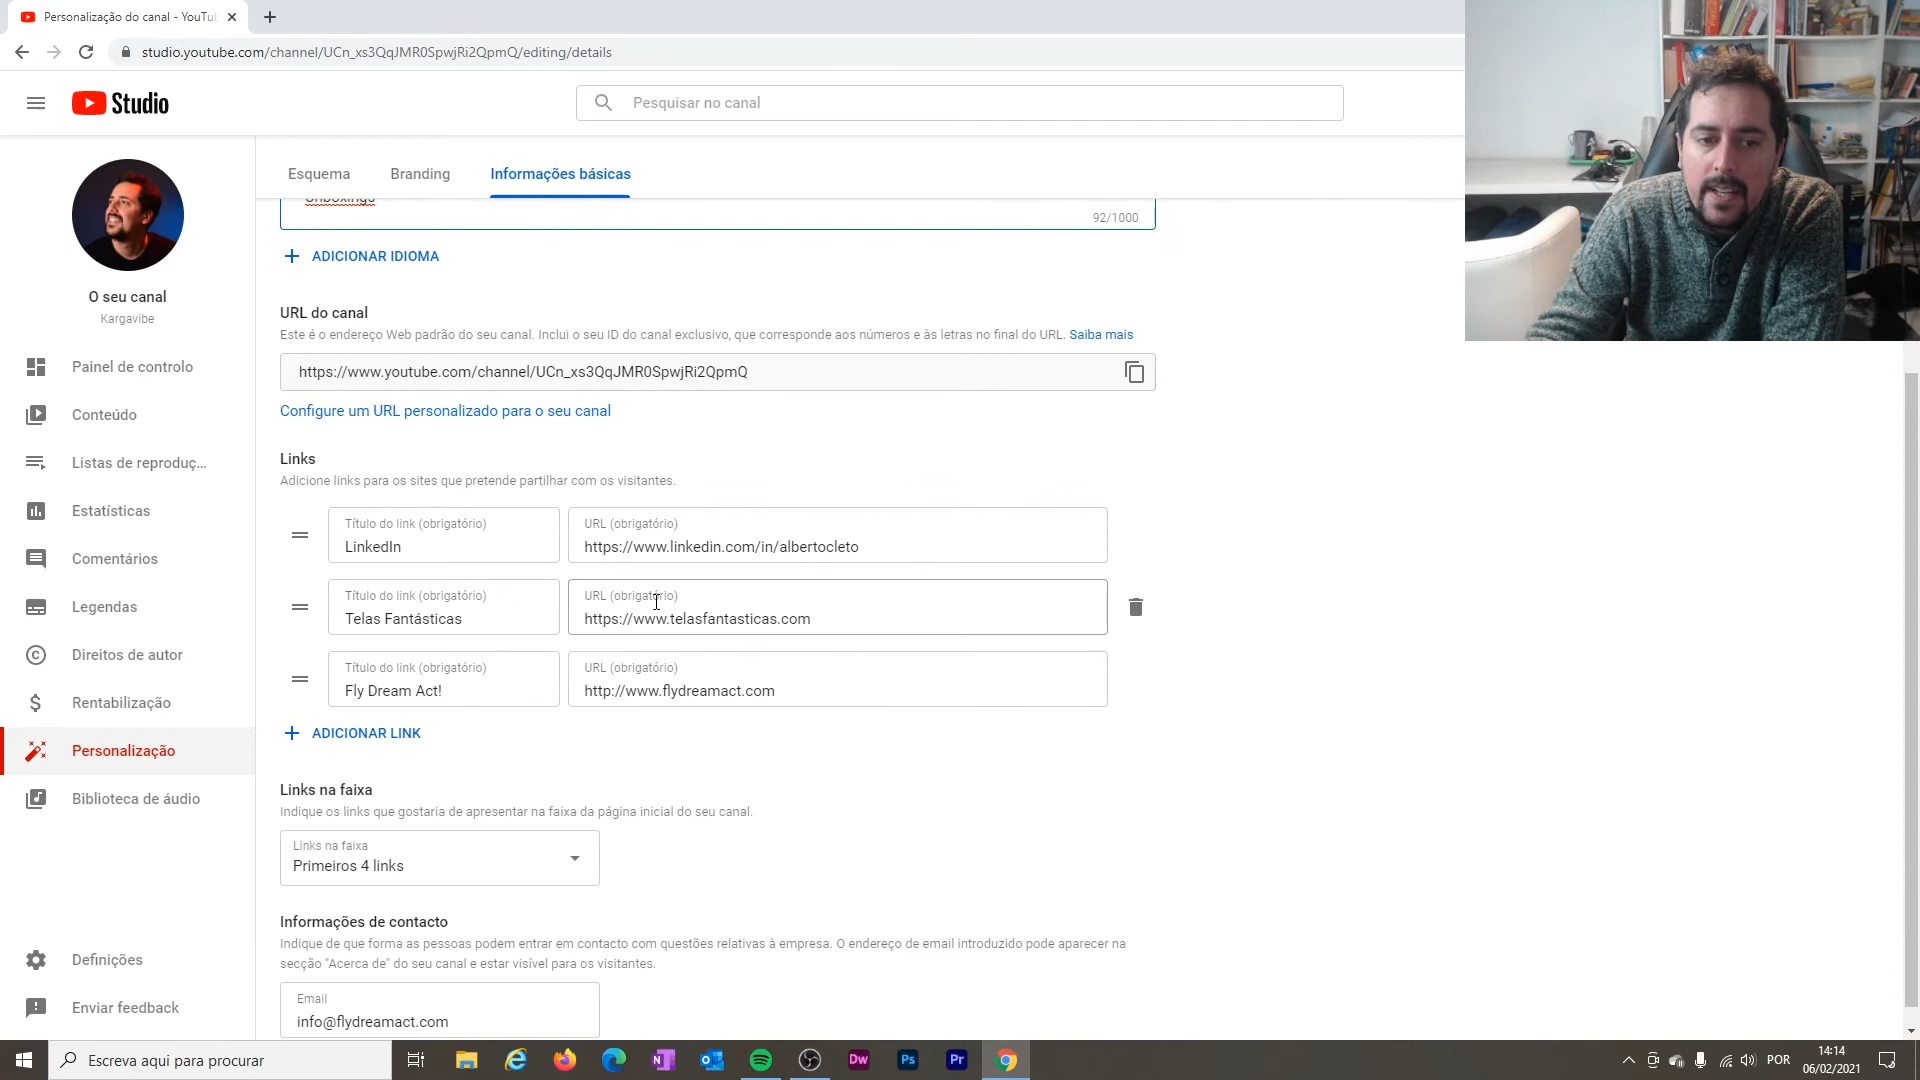 Personalização do canal - YouTu
studio.youtube.com/channel/UCn_xs3QqJMR0SpwjRi2QpmQ/editing/details
Studio
Pesquisar no canal
O seu canal
Kargavibe
Painel de controlo
Conteúdo
Listas de reproduç...
Estatísticas
Comentários
Legendas
Direitos de autor
Rentabilização
Personalização
Biblioteca de áudio
Definições
Enviar feedback
Esquema
Branding
Informações básicas
Unboxings
92/1000
ADICIONAR IDIOMA
URL do canal
Este é o endereço Web padrão do seu canal. Inclui o seu ID do canal exclusivo, que corresponde aos números e às letras no final do URL. Saiba mais
https://www.youtube.com/channel/UCn_xs3QqJMR0SpwjRi2QpmQ
Configure um URL personalizado para o seu canal
Links
Adicione links para os sites que pretende partilhar com os visitantes.
Título do link (obrigatório)
LinkedIn
URL (obrigatório)
https://www.linkedin.com/in/albertocleto
Título do link (obrigatório)
Telas Fantásticas
URL (obrigatório)
https://www.telasfantasticas.com
Título do link (obrigatório)
Fly Dream Act!
URL (obrigatório)
http://www.flydreamact.com
ADICIONAR LINK
Links na faixa
Indique os links que gostaria de apresentar na faixa da página inicial do seu canal.
Links na faixa
Primeiros 4 links
Informações de contacto
Indique de que forma as pessoas podem entrar em contacto com questões relativas à empresa. O endereço de email introduzido pode aparecer na
secção "Acerca de" do seu canal e estar visível para os visitantes.
Email
info@flydreamact.com
Escreva aqui para procurar
N
Dw
Ps
Pr
POR
14:14
06/02/2021